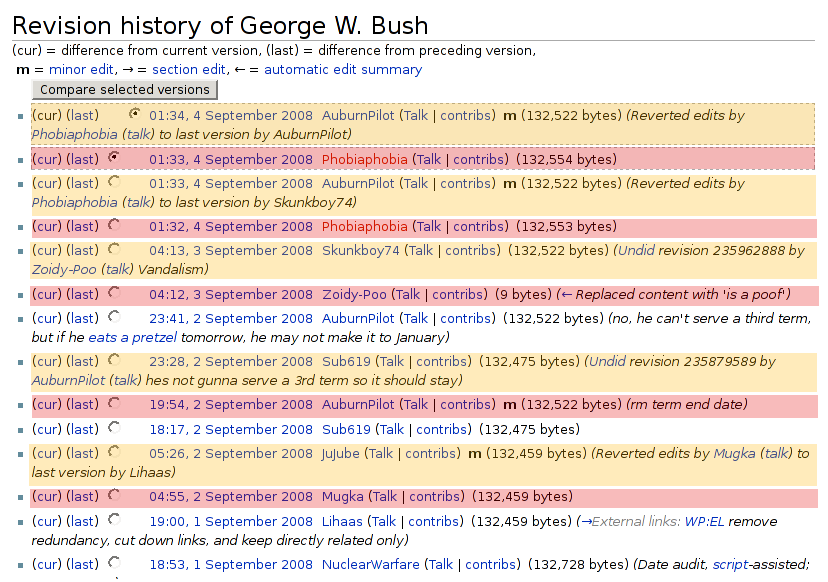 Revision history of George W. Bush
(cur) = difference from current version, (last) = difference from preceding version,
m = minor edit, → = section edit, ← = automatic edit summary
Compare selected versions
(cur) (last) 01:34, 4 September 2008 AuburnPilot (Talk | contribs) m (132,522 bytes) (Reverted edits by
Phobiaphobia (talk) to last version by AuburnPilot)
(cur) (last) 01:33, 4 September 2008 Phobiaphobia (Talk | contribs) (132,554 bytes)
(cur) (last) 01:33, 4 September 2008 AuburnPilot (Talk | contribs) m (132,522 bytes) (Reverted edits by
Phobiaphobia (talk) to last version by Skunkboy74)
(cur) (last) 01:32, 4 September 2008 Phobiaphobia (Talk | contribs) (132,553 bytes)
(cur) (last) 04:13, 3 September 2008 Skunkboy74 (Talk | contribs) (132,522 bytes) (Undid revision 235962888 by
Zoidy-Poo (talk) Vandalism)
(cur) (last) 04:12, 3 September 2008 Zoidy-Poo (Talk | contribs) (9 bytes) (← Replaced content with 'is a poof')
(cur) (last) 23:41, 2 September 2008 AuburnPilot (Talk | contribs) (132,522 bytes) (no, he can't serve a third term,
but if he eats a pretzel tomorrow, he may not make it to January)
(cur) (last) 23:28, 2 September 2008 Sub619 (Talk | contribs) (132,475 bytes) (Undid revision 235879589 by
AuburnPilot (talk) hes not gunna serve a 3rd term so it should stay)
(cur) (last) 19:54, 2 September 2008 AuburnPilot (Talk | contribs) m (132,522 bytes) (rm term end date)
(cur) (last) 18:17, 2 September 2008 Sub619 (Talk | contribs) (132,475 bytes)
(cur) (last) 05:26, 2 September 2008 JuJube (Talk | contribs) m (132,459 bytes) (Reverted edits by Mugka (talk) to
last version by Lihaas)
(cur) (last) 04:55, 2 September 2008 Mugka (Talk | contribs) (132,459 bytes)
(cur) (last) 19:00, 1 September 2008 Lihaas (Talk | contribs) (132,459 bytes) (→External links: WP:EL remove
redundancy, cut down links, and keep directly related only)
(cur) (last) 18:53, 1 September 2008 NuclearWarfare (Talk | contribs) (132,728 bytes) (Date audit, script-assisted;